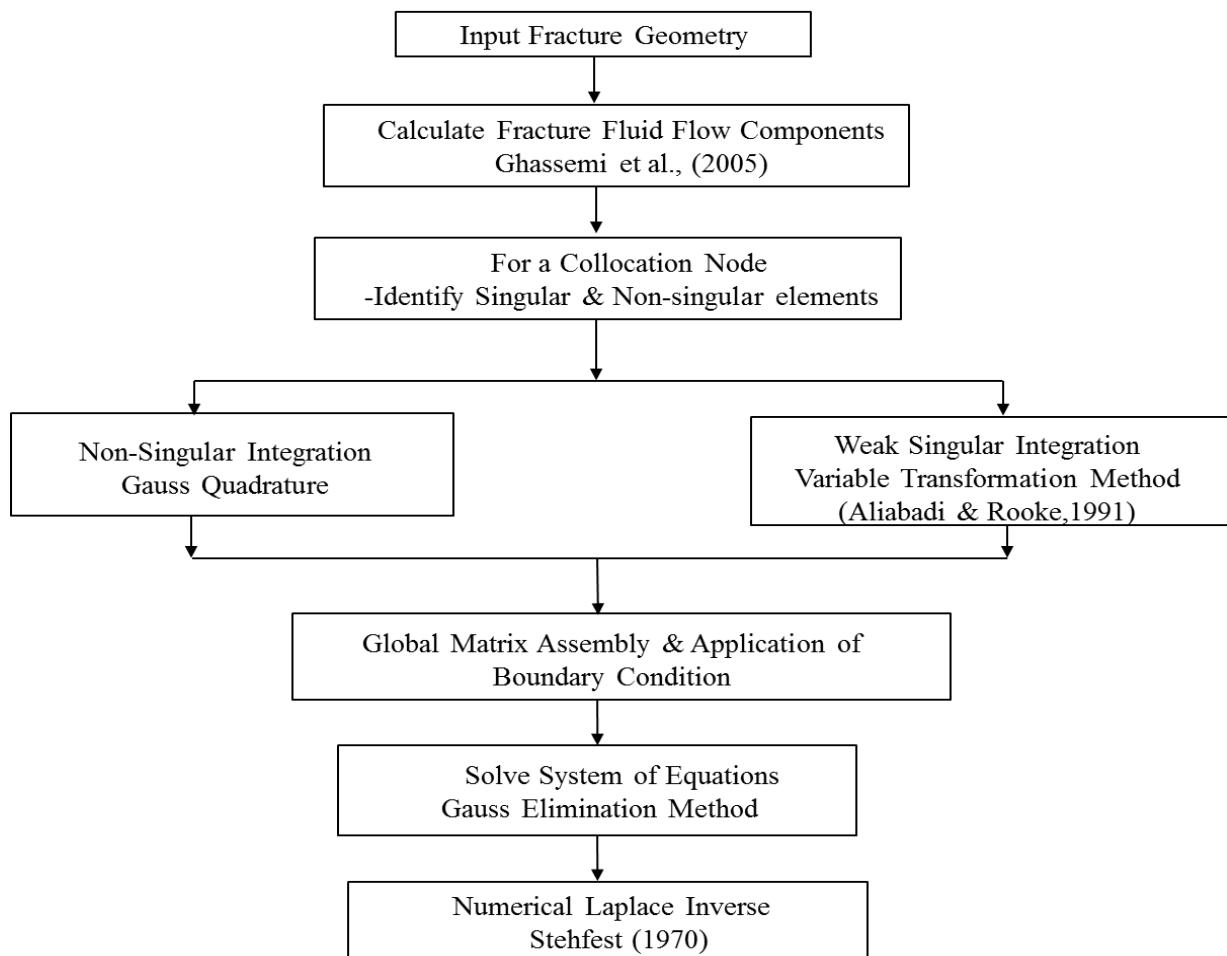 Input Fracture Geometry
Calculate Fracture Fluid Flow Components
Ghassemi et al., (2005)
For a Collocation Node
-Identify Singular & Non-singular elements
Non-Singular Integration
Gauss Quadrature
Weak Singular Integration
Variable Transformation Method
(Aliabadi & Rooke,1991)
Global Matrix Assembly & Application of
Boundary Condition
Solve System of Equations
Gauss Elimination Method
Numerical Laplace Inverse
Stehfest (1970)